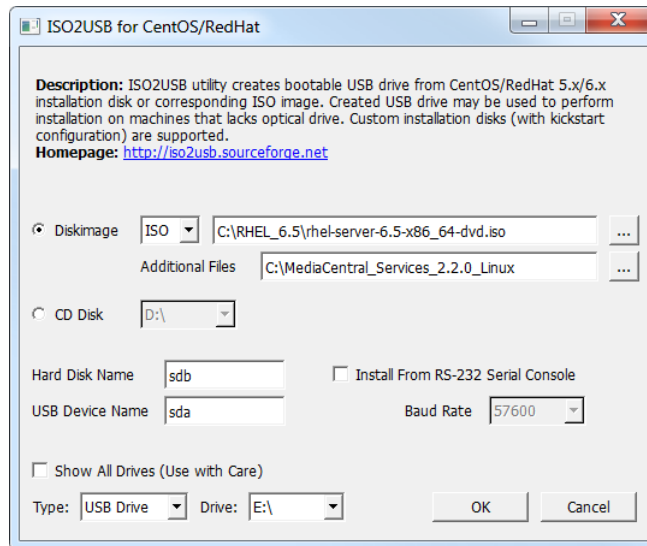 ISO2USB for CentOS/RedHat
Description: ISO2USB utility creates bootable USB drive from CentOS/RedHat 5.x/6.x
installation disk or corresponding ISO image. Created USB drive may be used to perform
installation on machines that lacks optical drive. Custom installation disks (with kickstart
configuration) are supported.
Homepage: http://iso2usb.sourceforge.net
Diskimage ISO C:\RHEL_6.5\rhel-server-6.5-x86_64-dvd.iso ...
Additional Files C:\MediaCentral_Services_2.2.0_Linux ...
CD Disk D:\
Hard Disk Name sdb Install From RS-232 Serial Console
USB Device Name sda Baud Rate 57600
Show All Drives (Use with Care)
Type: USB Drive Drive: E:\ OK Cancel